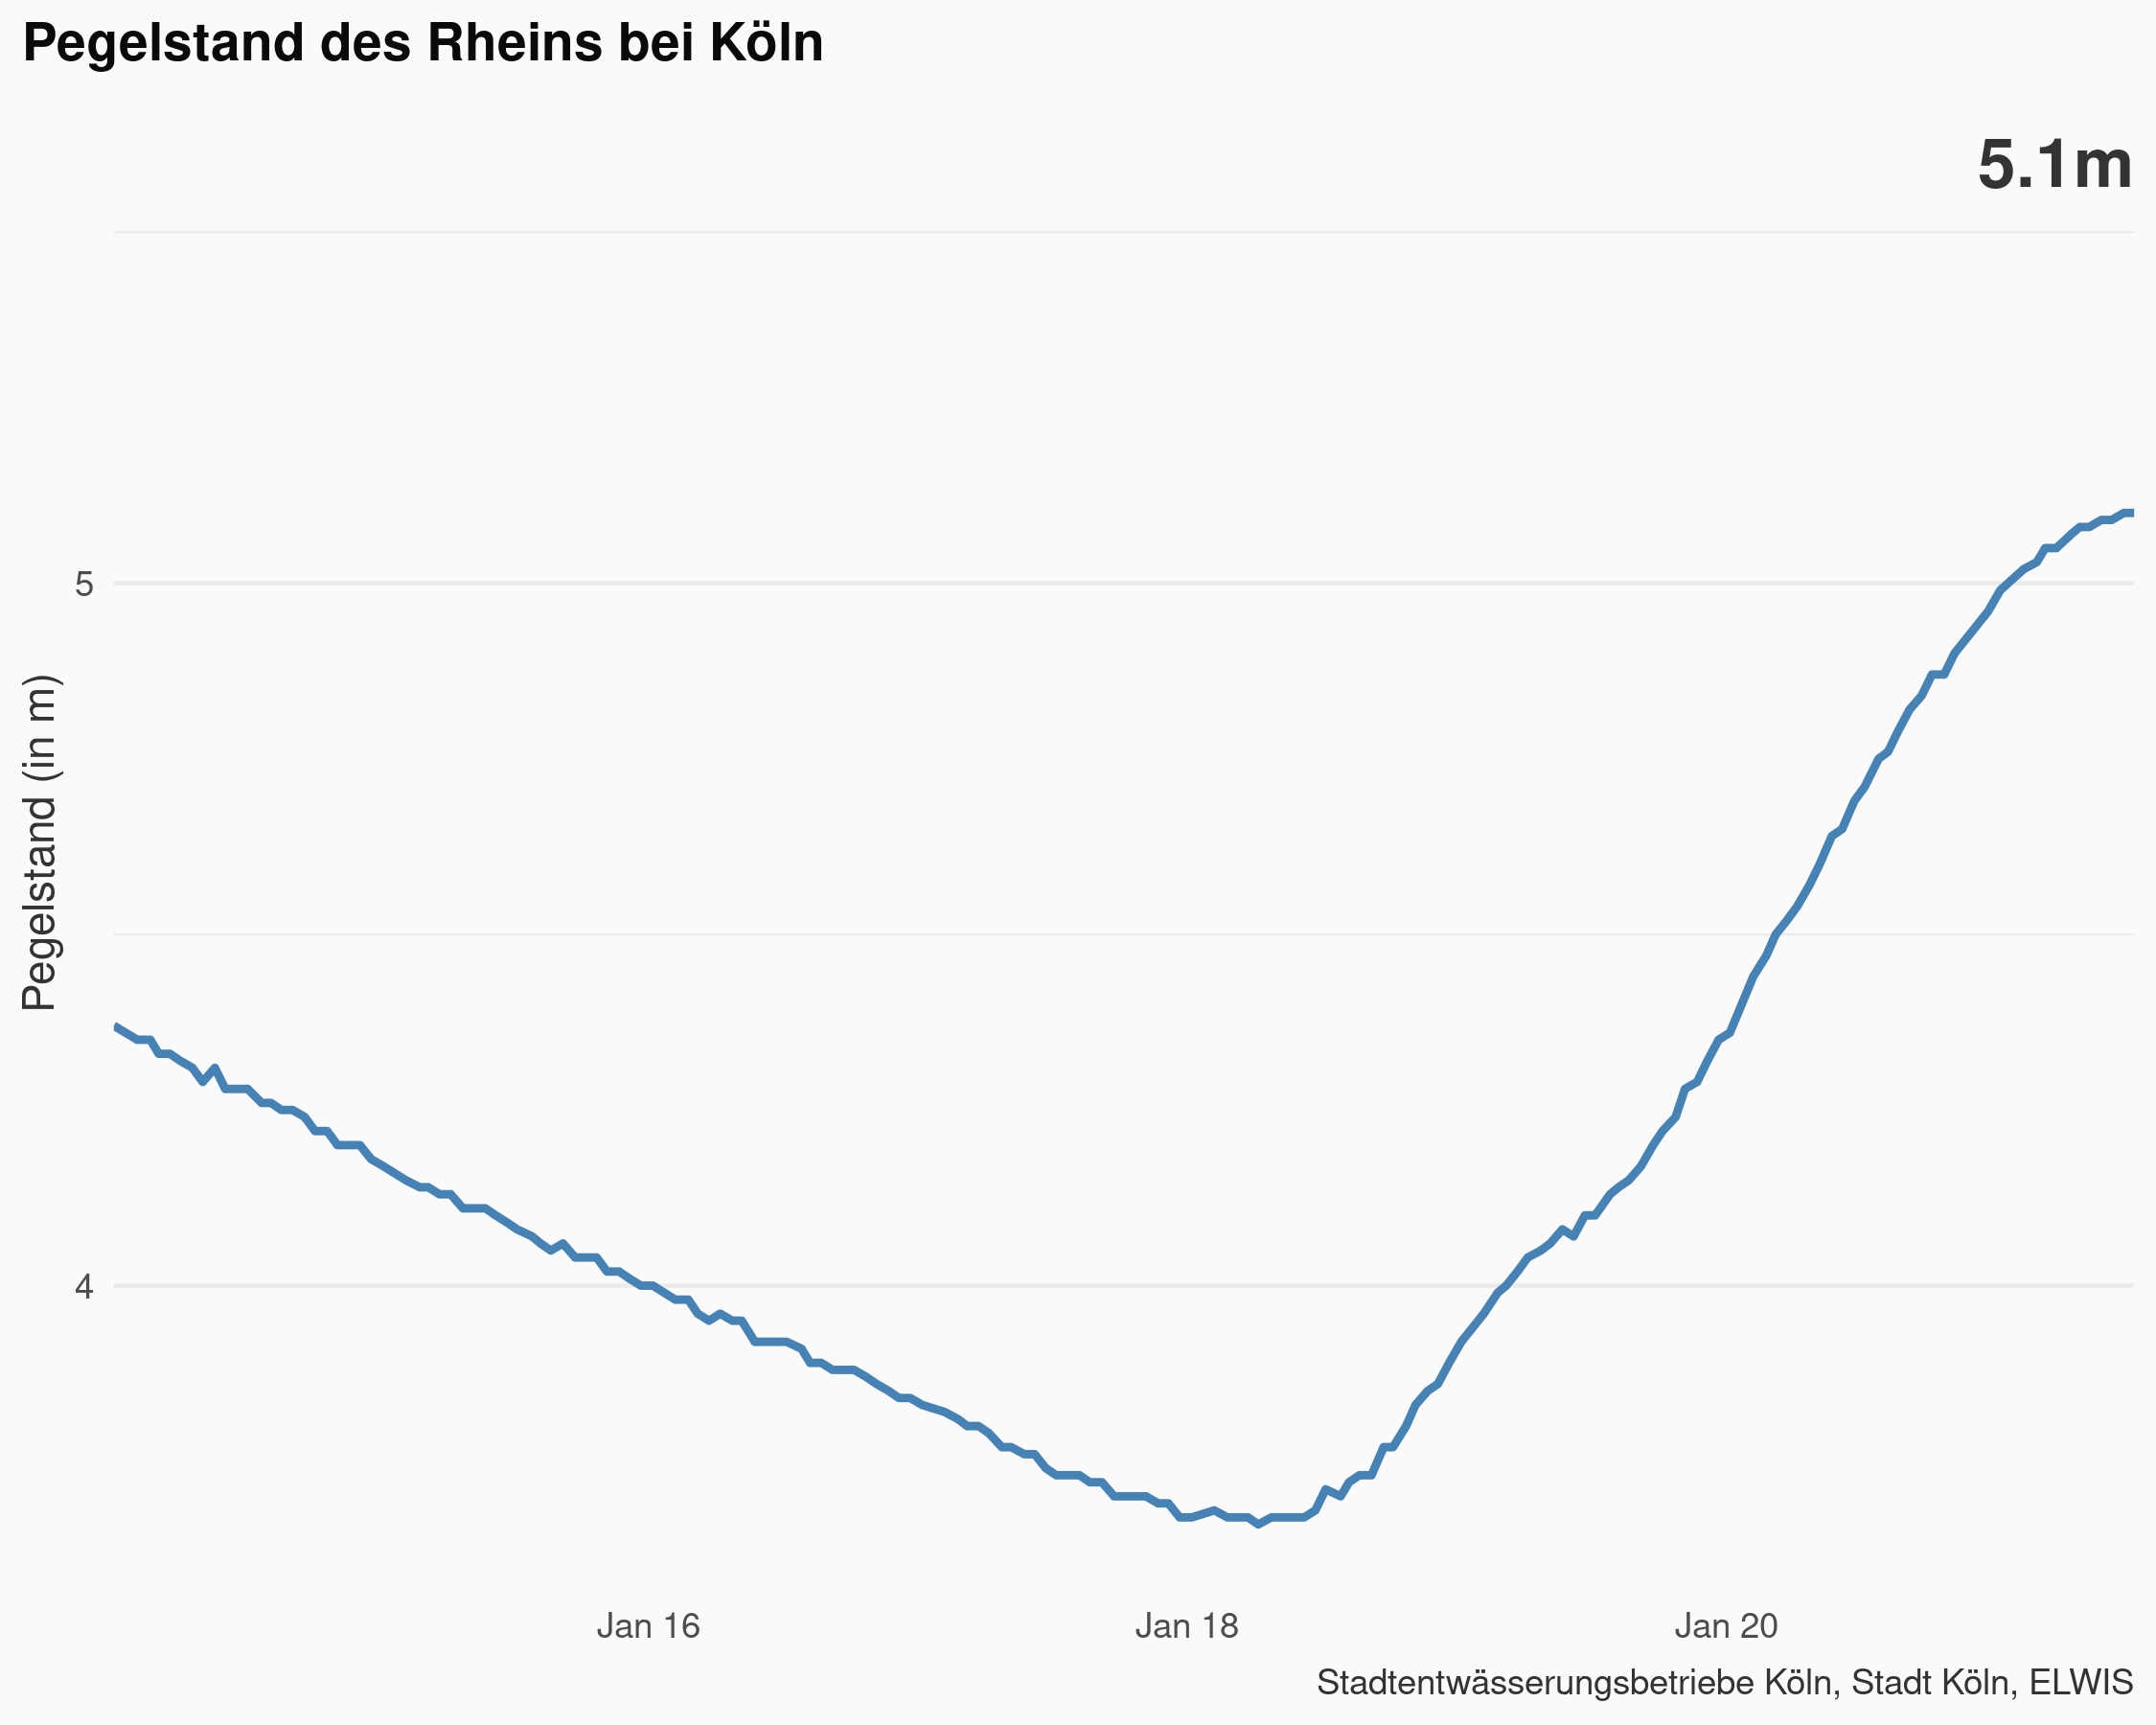 Pegelstand des Rheins bei Köln
5.1m
5
4
Pegelstand (in m)
Jan 16
Jan 18
Jan 20
Stadtentwässerungsbetriebe Köln, Stadt Köln, ELWIS